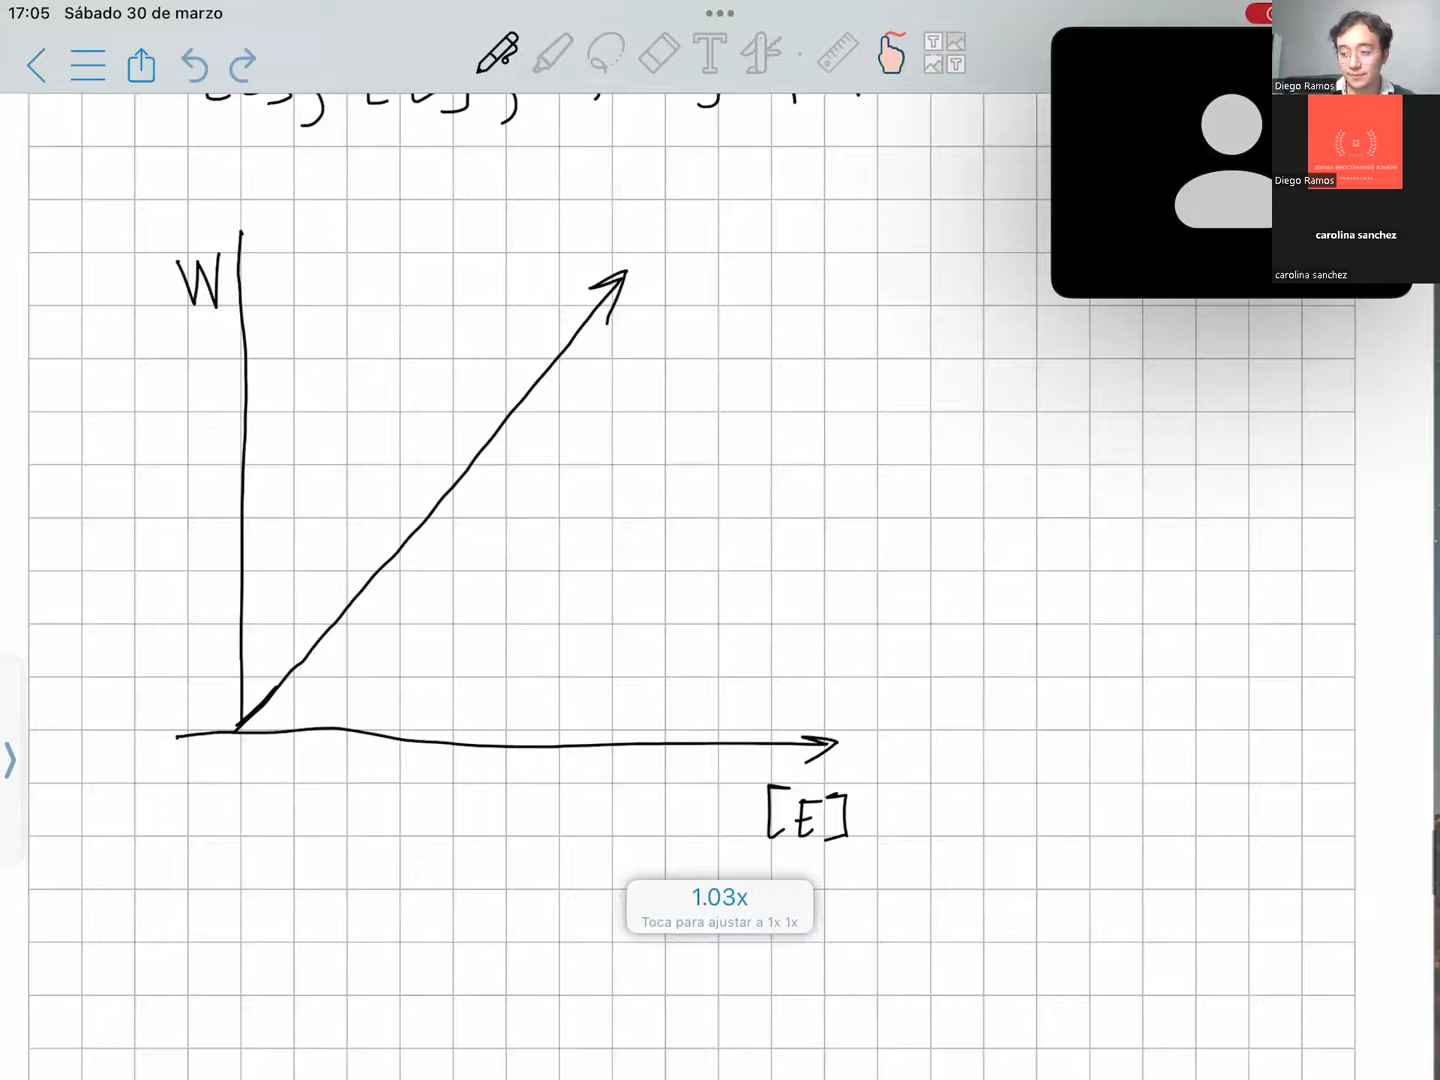 17:05 Sábado 30 de marzo
T
Diego Ramos
Diego Ramos
carolina sanchez
carolina sanchez
W
[E]
1.03x
Toca para ajustar a 1x 1x